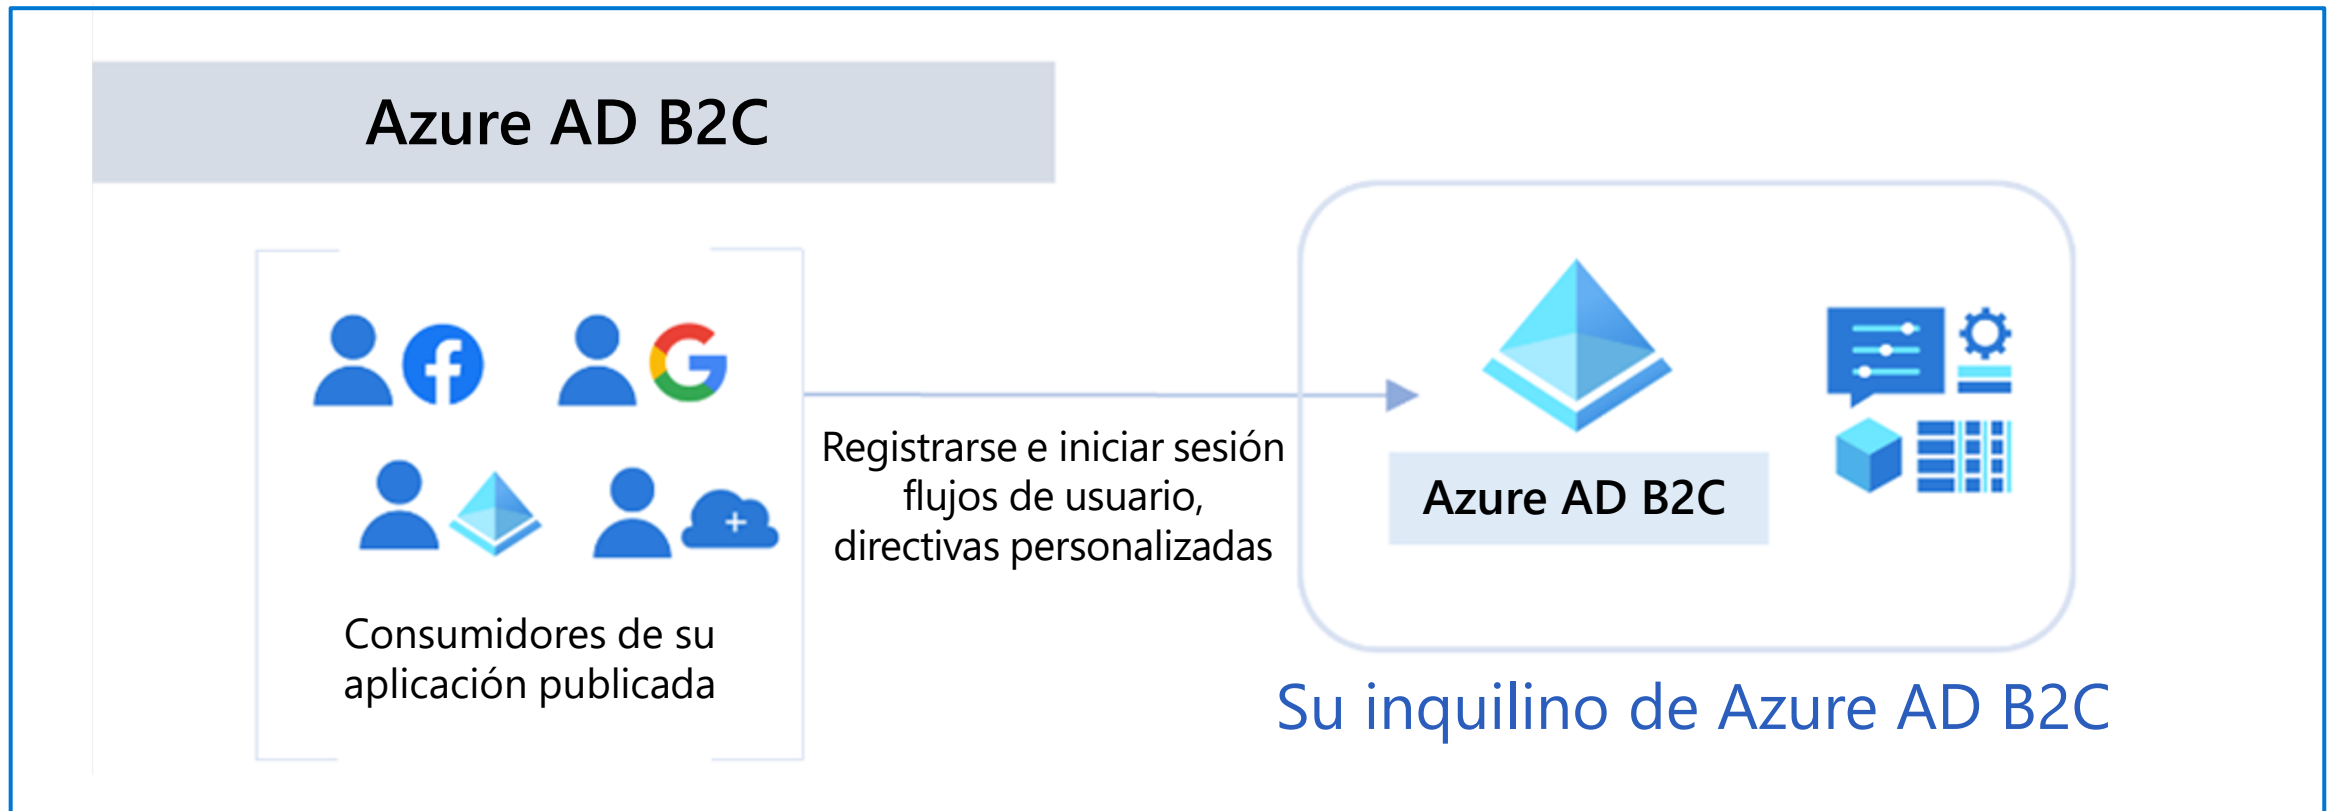 Azure AD B2C
Registrarse e iniciar sesión
flujos de usuario,
directivas personalizadas
Azure AD B2C
Consumidores de su
aplicación publicada
Su inquilino de Azure AD B2C